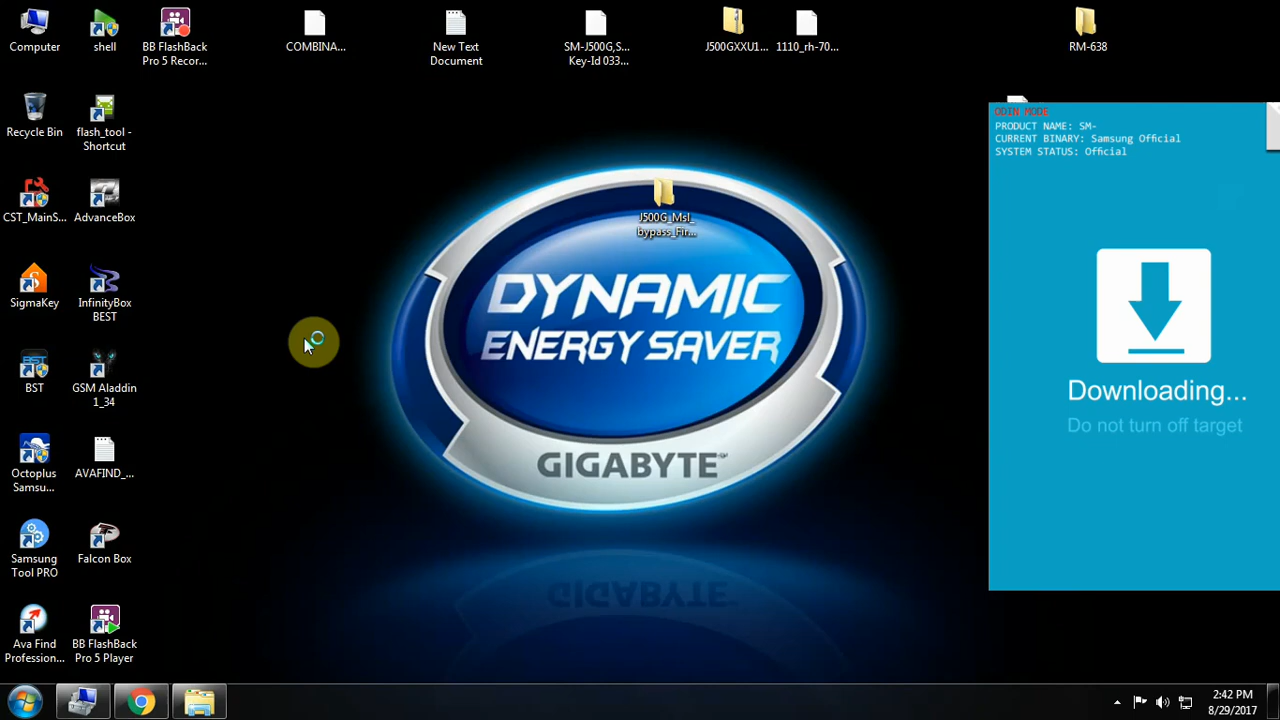 Computer
shell
BB FlashBack
Pro 5 Recor...
COMBINA...
New Text
Document
SM-J500G,S...
Key-Id 033...
J500GXXU1...
1110_rh-70...
RM-638
Recycle Bin
flash_tool -
Shortcut
CST_MainS...
AdvanceBox
J500G_Msl_
bypass_Fir...
ODIN MODE
PRODUCT NAME: SM-
CURRENT BINARY: Samsung Official
SYSTEM STATUS: Official
SigmaKey
InfinityBox
BEST
DYNAMIC
ENERGY SAVER
GIGABYTE
Downloading...
Do not turn off target
BST
BST
GSM Aladdin
1_34
Octoplus
Samsu...
AVAFIND_...
Samsung
Tool PRO
Falcon Box
Ava Find
Profession...
BB FlashBack
Pro 5 Player
GIGABYTE
2:42 PM
8/29/2017